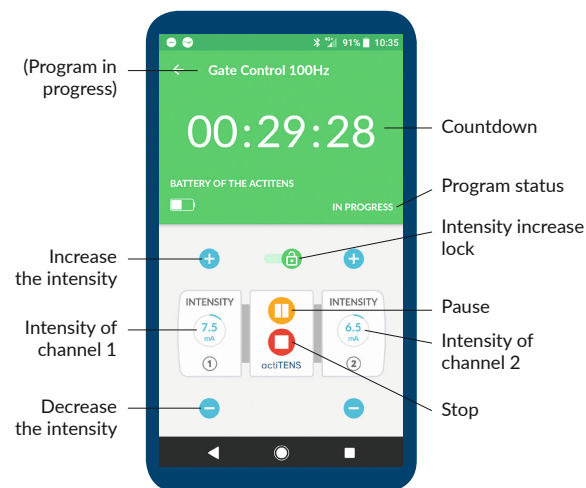 4G+ 91% 10:35
Gate Control 100Hz
(Program in
progress)
00:29:28
Countdown
BATTERY OF THE ACTITENS
IN PROGRESS
Program status
Intensity increase
lock
Increase
the intensity
INTENSITY
7.5
mA
1
Intensity of
channel 1
actiTENS
Pause
INTENSITY
6.5
mA
2
Intensity of
channel 2
Stop
Decrease
the intensity